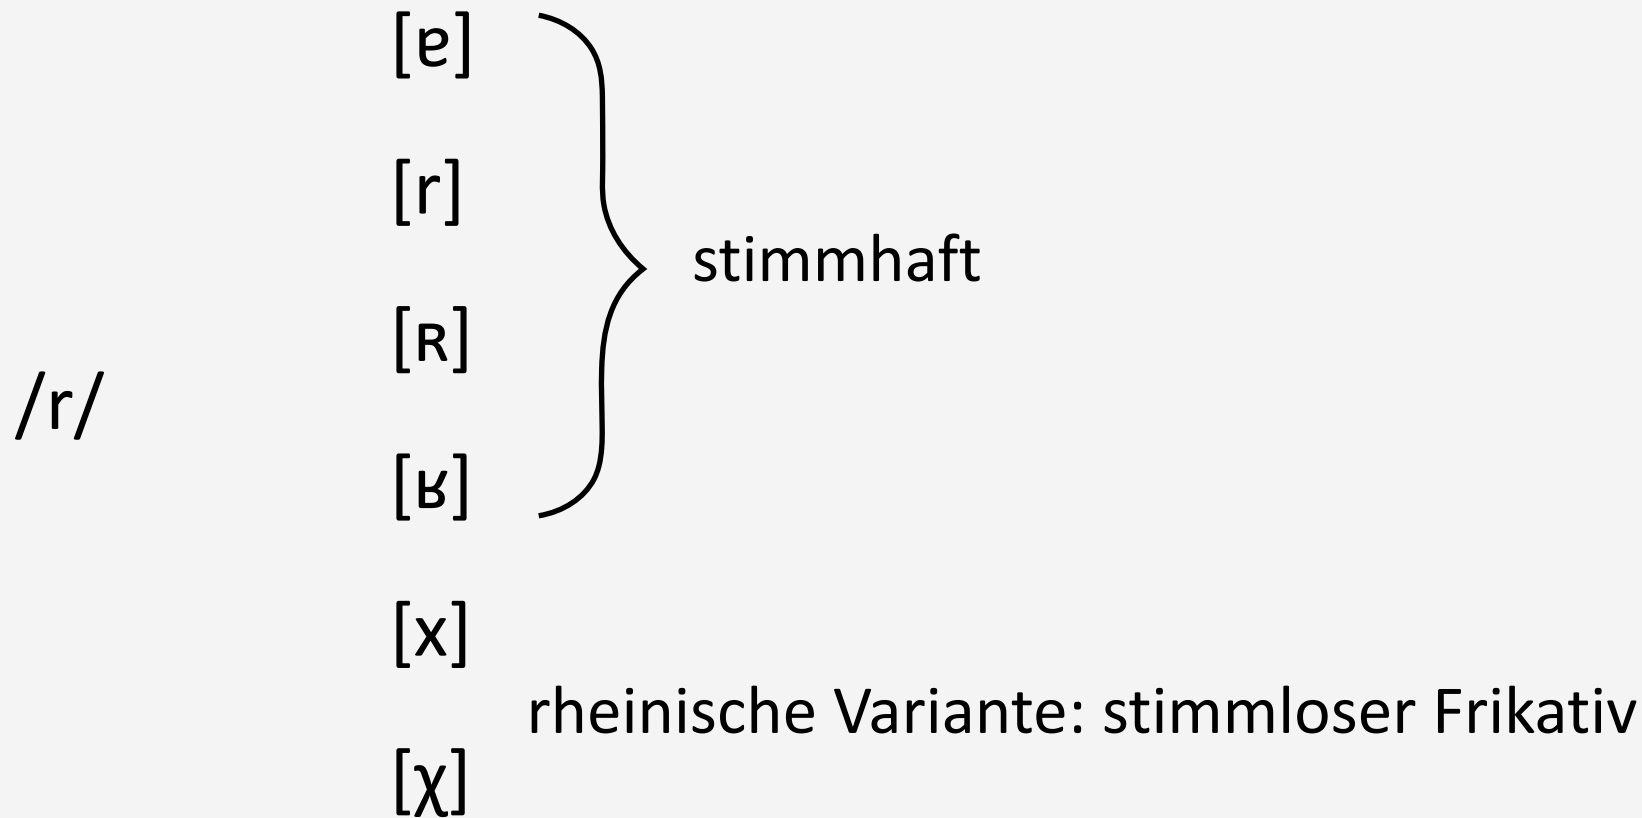 [ɐ]
[r]
stimmhaft
[ʀ]
/r/
[ʁ]
[x]
rheinische Variante: stimmloser Frikativ
[χ]